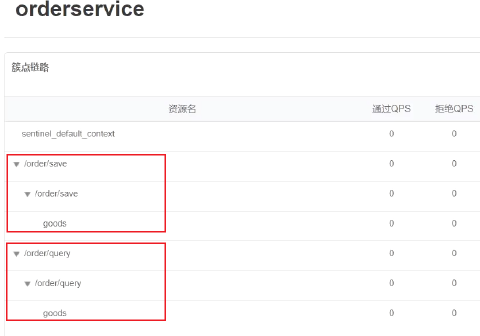 orderservice
簇点链路
资源名 通过QPS 拒绝QPS
sentinel_default_context 0 0
/order/save 0 0
/order/save 0 0
goods 0 0
/order/query 0 0
/order/query 0 0
goods 0 0